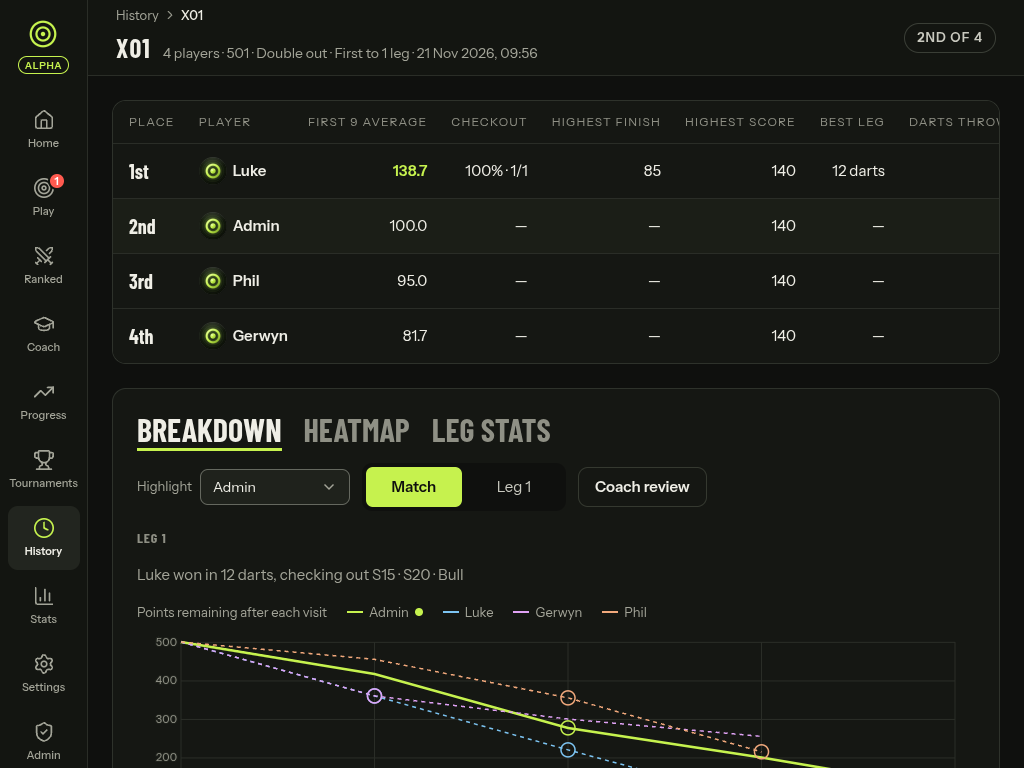 History > X01
X01 4 players · 501 · Double out · First to 1 leg · 21 Nov 2026, 09:56
2ND OF 4
ALPHA
Home
1
Play
Ranked
Coach
Progress
Tournaments
History
Stats
Settings
Admin
PLACE PLAYER FIRST 9 AVERAGE CHECKOUT HIGHEST FINISH HIGHEST SCORE BEST LEG DARTS THROW
1st Luke 138.7 100% · 1/1 85 140 12 darts
2nd Admin 100.0 — — 140 —
3rd Phil 95.0 — — 140 —
4th Gerwyn 81.7 — — 140 —
BREAKDOWN HEATMAP LEG STATS
Highlight Admin Match Leg 1 Coach review
LEG 1
Luke won in 12 darts, checking out S15 · S20 · Bull
Points remaining after each visit Admin Luke Gerwyn Phil
500
400
300
200